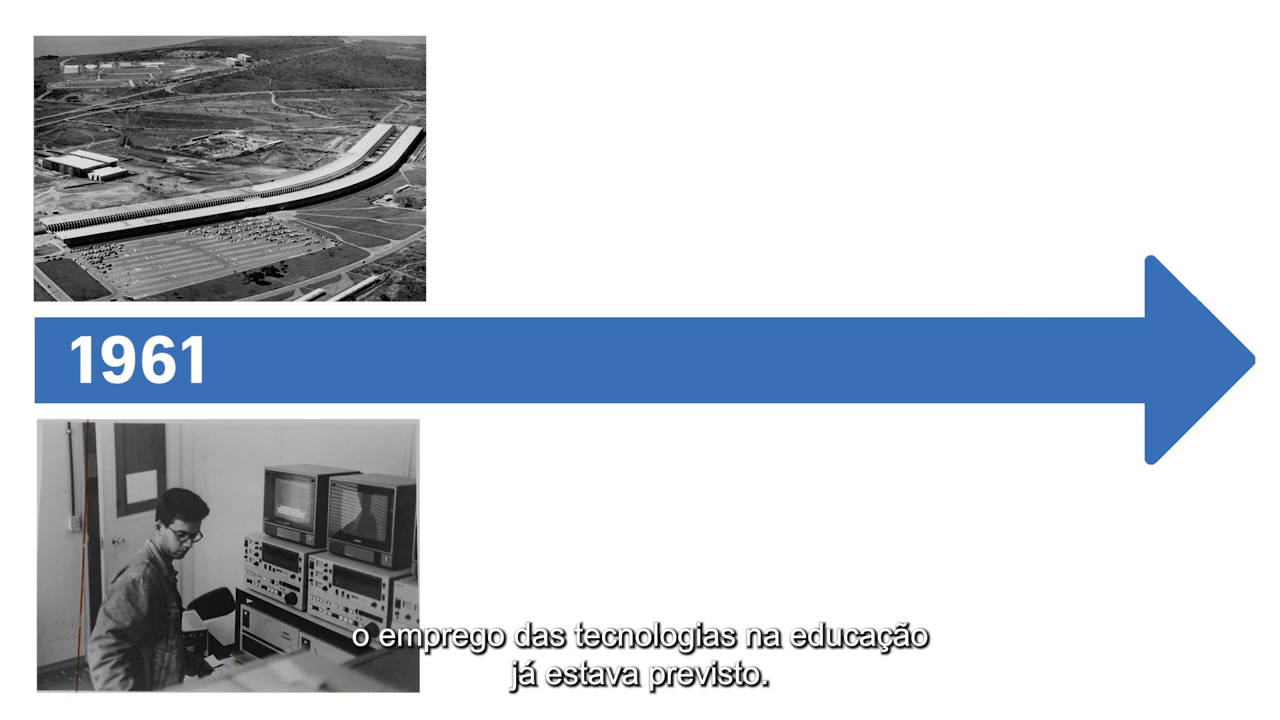 1961
o emprego das tecnologias na educação
já estava previsto.